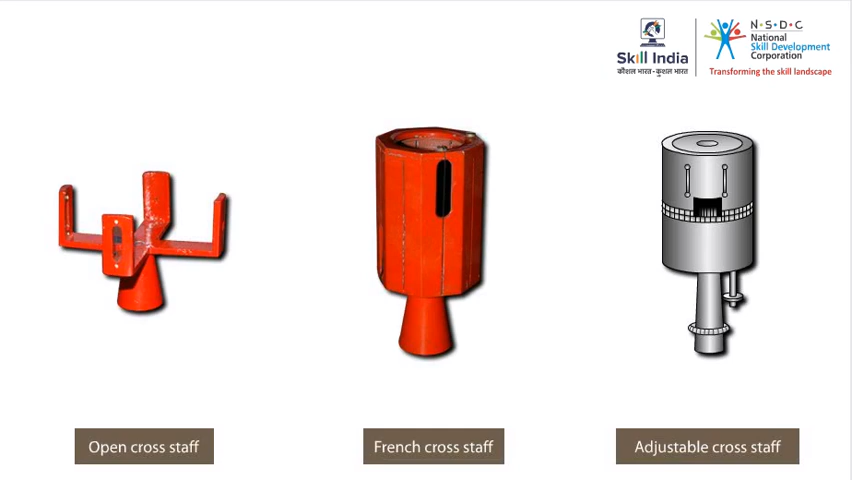 Skill India
कौशल भारत - कुशल भारत
N·S·D·C
National
Skill Development
Corporation
Transforming the skill landscape
Open cross staff
French cross staff
Adjustable cross staff